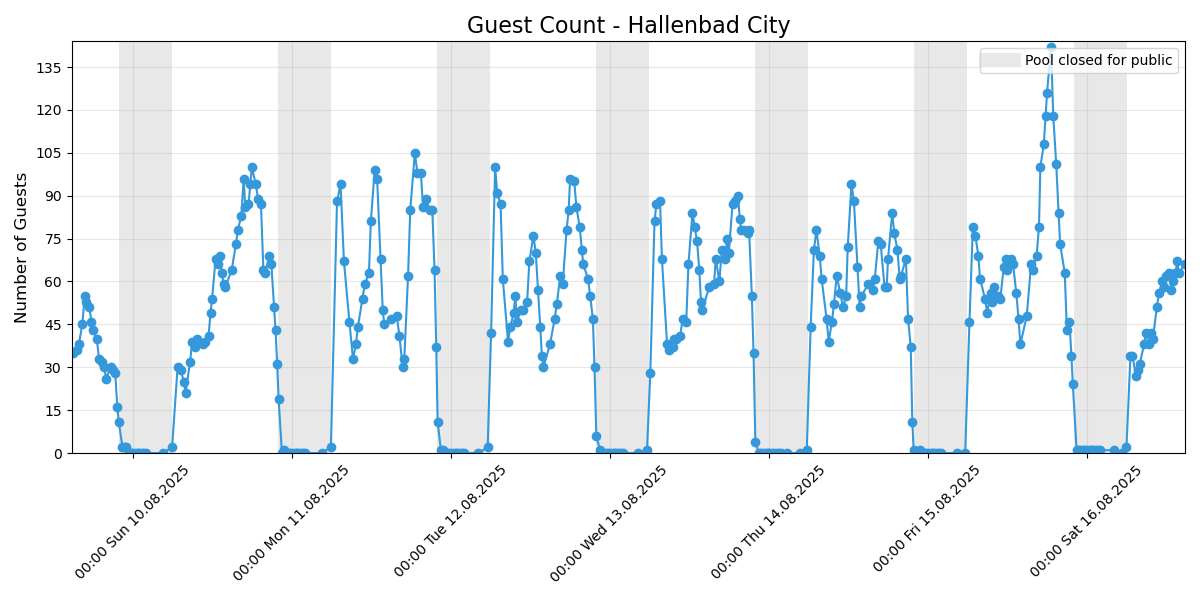 Guest Count - Hallenbad City
Pool closed for public
Number of Guests
135
120
105
90
75
60
45
30
15
0
00:00 Sun 10.08.2025
00:00 Mon 11.08.2025
00:00 Tue 12.08.2025
00:00 Wed 13.08.2025
00:00 Thu 14.08.2025
00:00 Fri 15.08.2025
00:00 Sat 16.08.2025